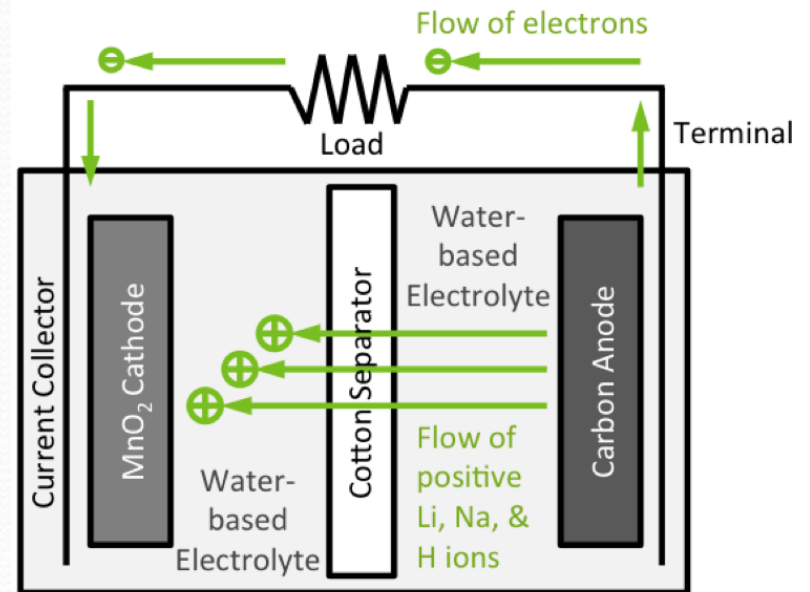 Flow of electrons
Load
Terminal
Current Collector
MnO₂ Cathode
Cotton Separator
Water-
based
Electrolyte
Carbon Anode
Water-
based
Electrolyte
Flow of
positive
Li, Na, &
H ions